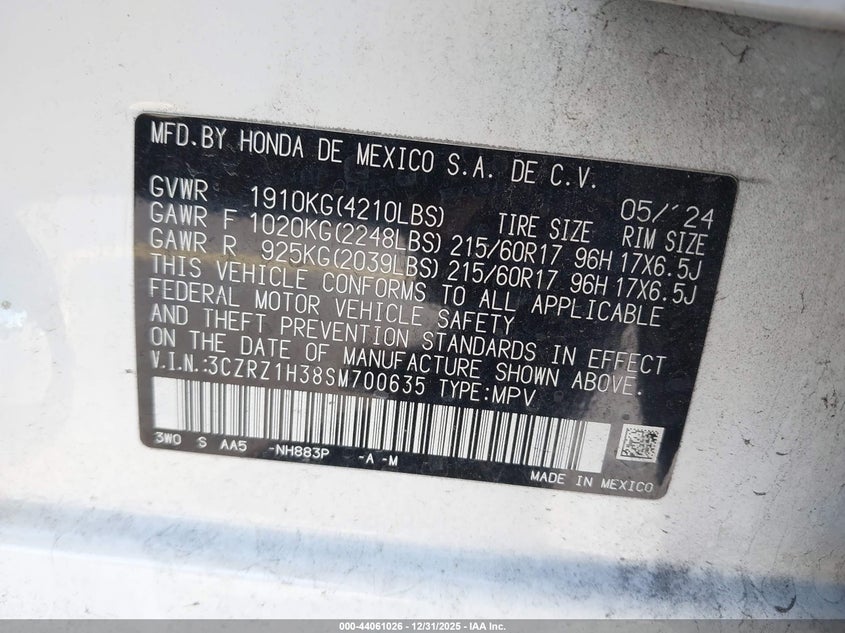 MFD.BY HONDA DE MEXICO S.A. DE C.V.
GVWR 1910KG(4210LBS) 05/'24
GAWR F 1020KG(2248LBS) TIRE SIZE RIM SIZE
215/60R17 96H 17X6.5J
GAWR R 925KG(2039LBS) 215/60R17 96H 17X6.5J
THIS VEHICLE CONFORMS TO ALL APPLICABLE
FEDERAL MOTOR VEHICLE SAFETY
AND THEFT PREVENTION STANDARDS IN EFFECT
ON THE DATE OF MANUFACTURE SHOWN ABOVE.
V.I.N.:3CZRZ1H38SM700635 TYPE:MPV
3WO S AA5 -NH883P -A -M
MADE IN MEXICO
000-44061026 - 12/31/2025 - IAA Inc.